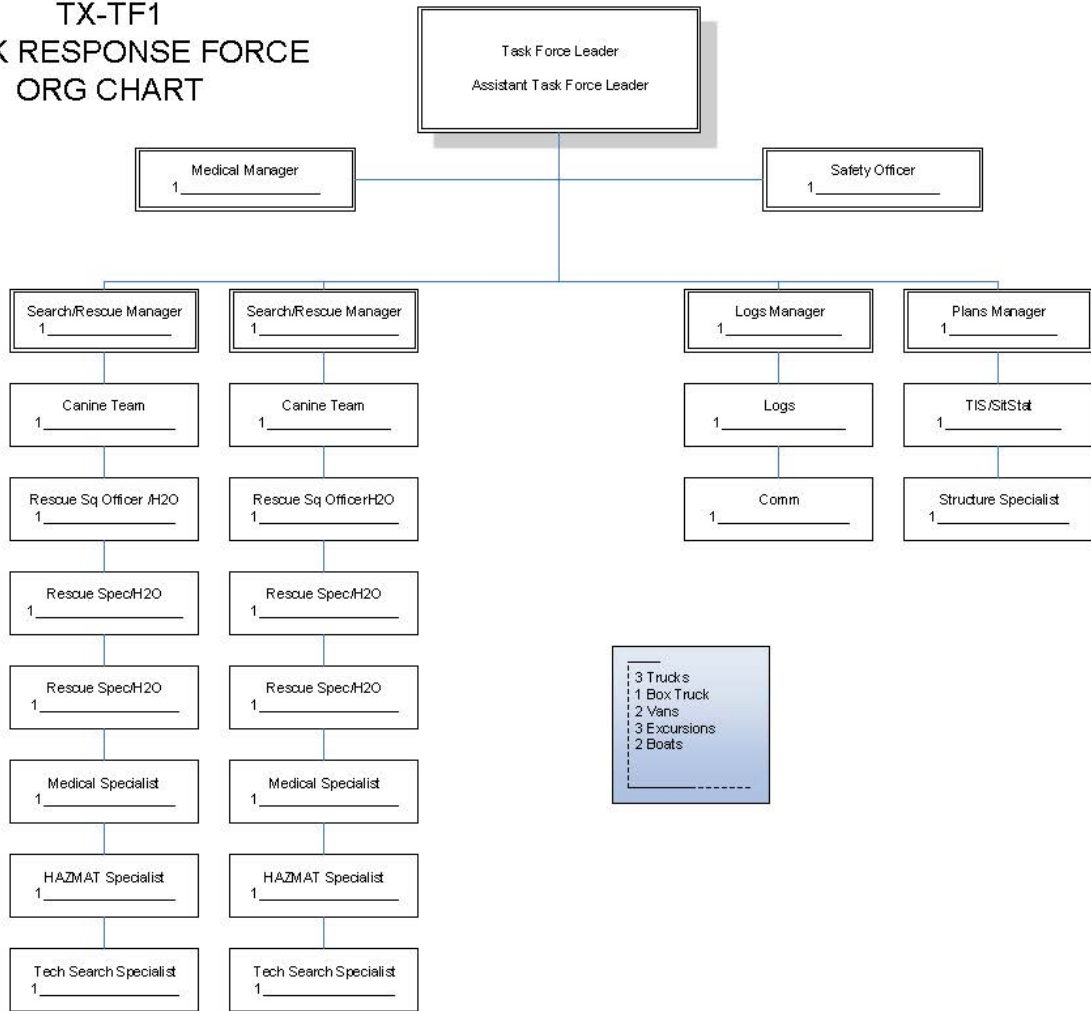 TX-TF1
K RESPONSE FORCE
ORG CHART
Task Force Leader
Assistant Task Force Leader
Medical Manager
1
Safety Officer
1
Search/Rescue Manager
1
Search/Rescue Manager
1
Logs Manager
1
Plans Manager
1
Canine Team
1
Canine Team
1
Logs
1
TIS/SitStat
1
Rescue Sq Officer /H2O
1
Rescue Sq OfficerH2O
1
Comm
1
Structure Specialist
1
Rescue Spec/H2O
1
Rescue Spec/H2O
1
Rescue Spec/H2O
1
Rescue Spec/H2O
1
3 Trucks
1 Box Truck
2 Vans
3 Excursions
2 Boats
Medical Specialist
1
Medical Specialist
1
HAZMAT Specialist
1
HAZMAT Specialist
1
Tech Search Specialist
1
Tech Search Specialist
1